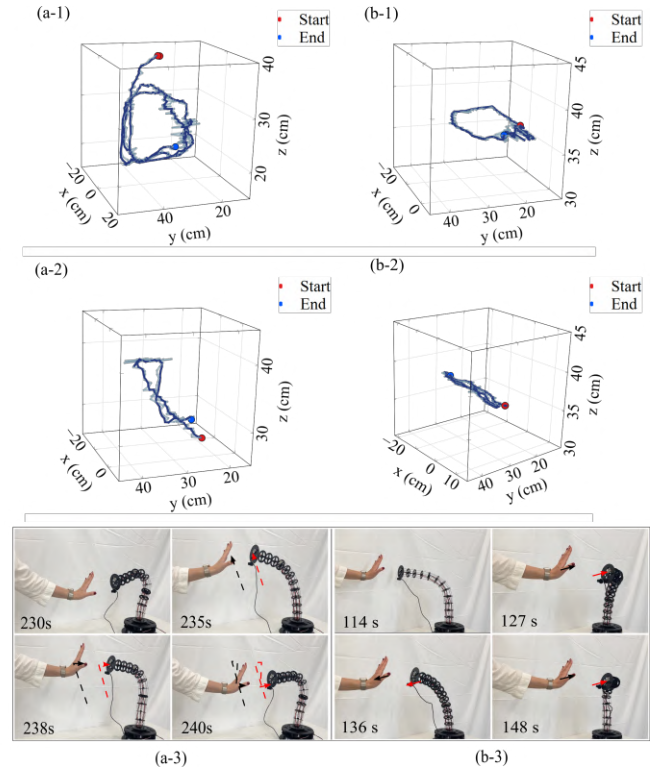 (a-1)
Start
End
40
30
20
z (cm)
−20
0
20
x (cm)
40
20
y (cm)
(b-1)
Start
End
45
40
35
30
z (cm)
−20
0
20
x (cm)
40
30
20
y (cm)
(a-2)
Start
End
40
30
z (cm)
−20
0
x (cm)
40
30
20
y (cm)
(b-2)
Start
End
45
40
35
30
z (cm)
−20
0
10
x (cm)
40
30
20
y (cm)
230s
235s
114 s
127 s
238s
240s
136 s
148 s
(a-3)
(b-3)